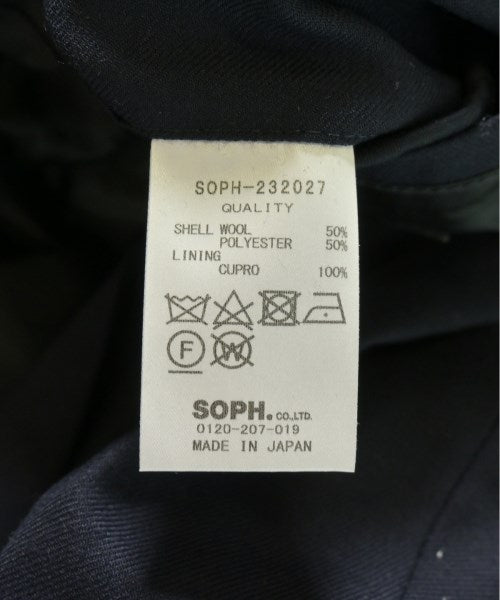 SOPH-232027
QUALITY
SHELL WOOL 50%
POLYESTER 50%
LINING
CUPRO 100%
F W
SOPH. CO.,LTD.
0120-207-019
MADE IN JAPAN